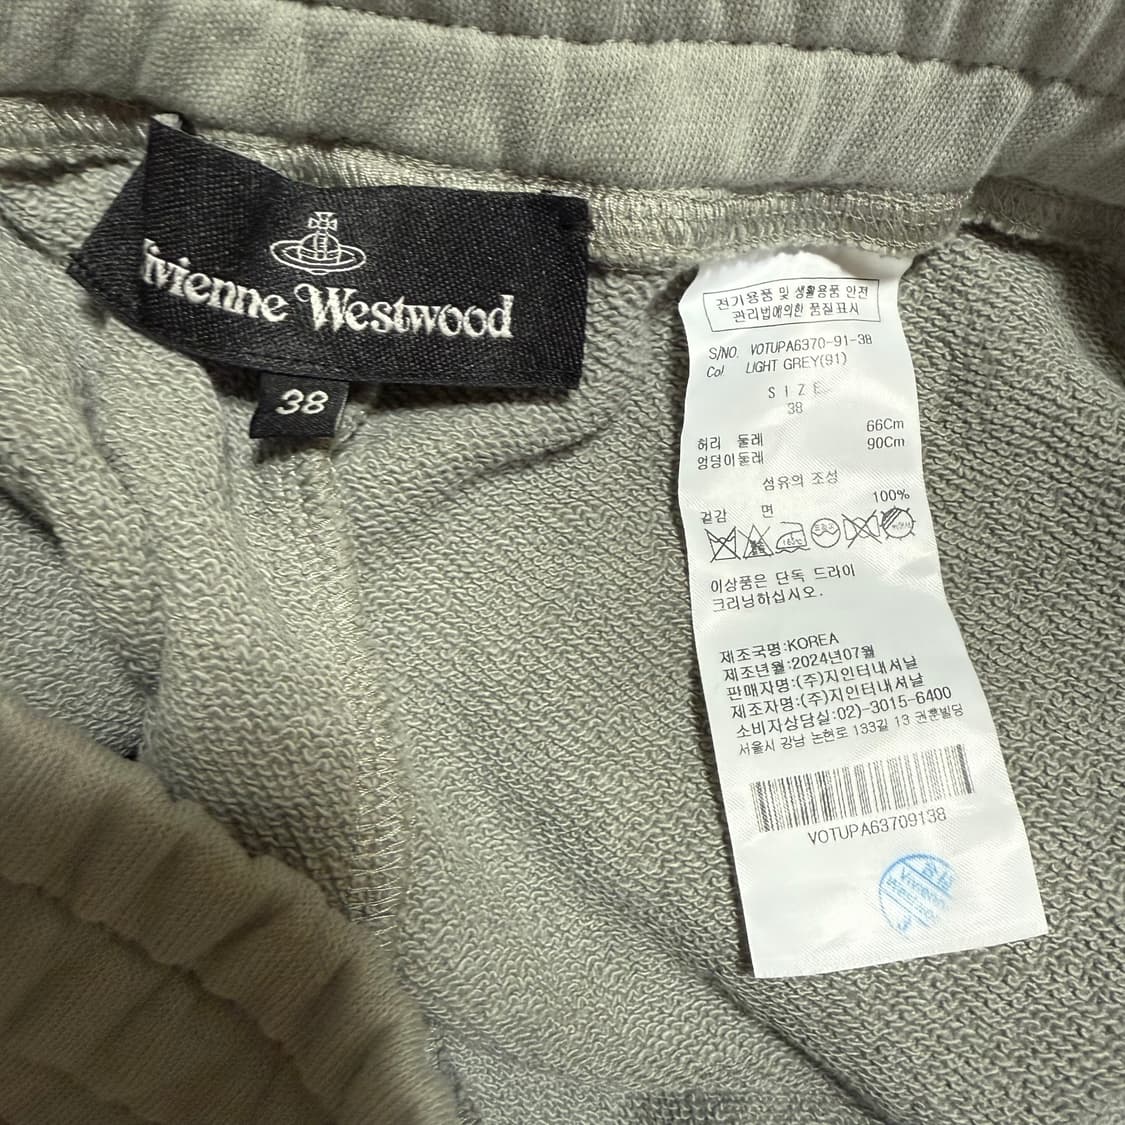 Vivienne Westwood
38
전기용품 및 생활용품 안전
관리법에의한 품질표시
S/NO. VOTUPA6370-91-38
Col. LIGHT GREY(91)
SIZE
38
허리 둘레 66Cm
엉덩이둘레 90Cm
섬유의 조성
겉감 면 100%
이상품은 단독 드라이
크리닝하십시오.
제조국명:KOREA
제조년월:2024년07월
판매자명:(주)지인터내셔날
제조자명:(주)지인터내셔날
소비자상담실:02)-3015-6400
서울시 강남 논현로 133길 13 권훈빌딩
VOTUPA63709138